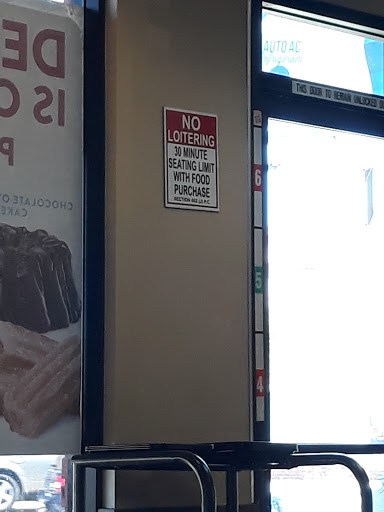 DE
IS O
P
CHOCOLATE
CAKE
NO
LOITERING
30 MINUTE
SEATING LIMIT
WITH FOOD
PURCHASE
AUTO AC
THIS DOOR TO REMAIN UNLOCKED
6
5
4